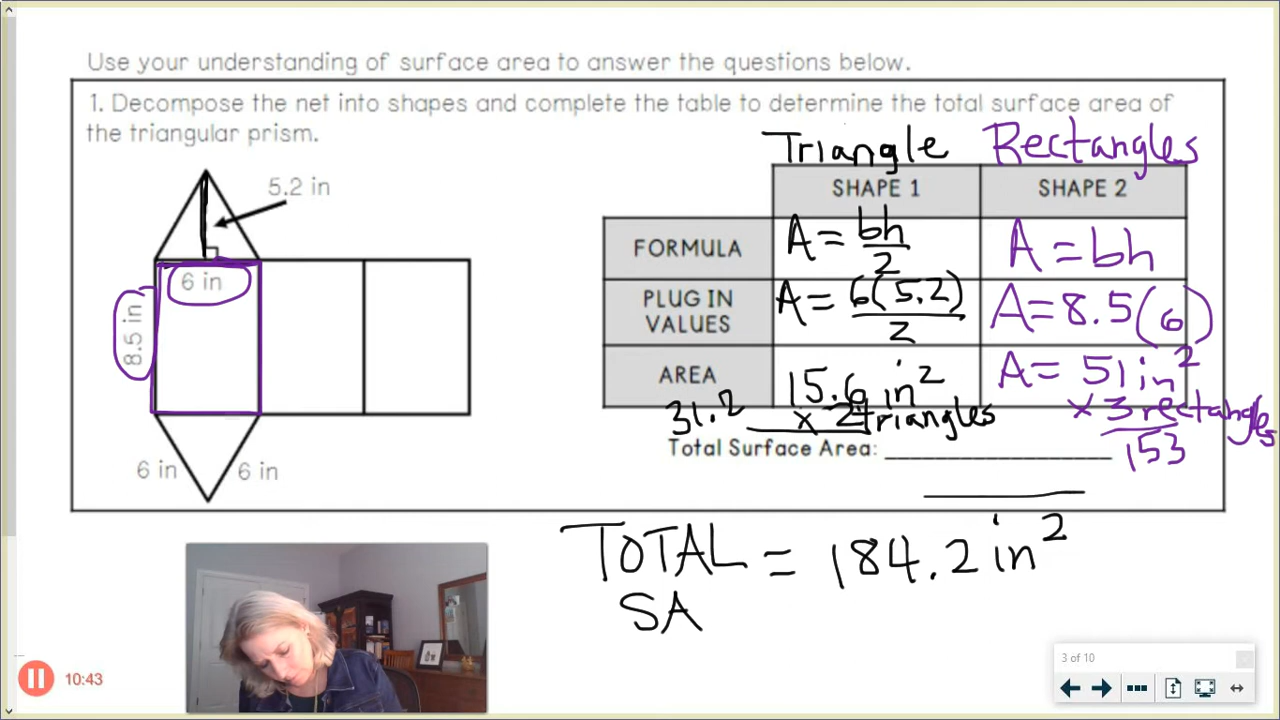 Use your understanding of surface area to answer the questions below.
1. Decompose the net into shapes and complete the table to determine the total surface area of
the triangular prism.
Triangle Rectangles
5.2 in
SHAPE 1 SHAPE 2
FORMULA A = bh/2 A = bh
6 in
PLUG IN VALUES A = 6(5.2)/2 A = 8.5(6)
8.5 in
AREA 15.6 in² A = 51 in²
31.2 x 2 triangles x 3 rectangles
Total Surface Area: 153
6 in 6 in
TOTAL = 184.2 in²
SA
10:43
3 of 10